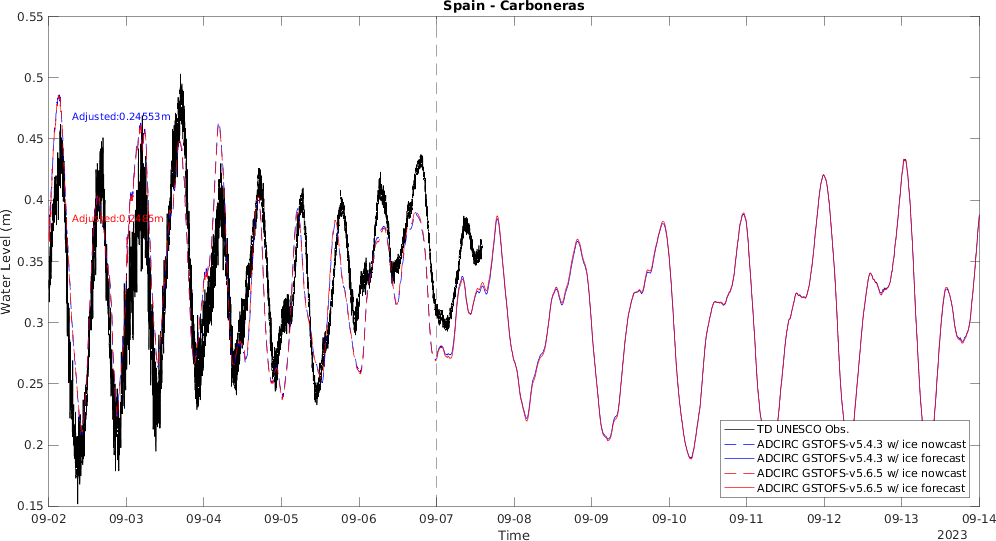 Spain - Carboneras
Water Level (m)
0.55
0.5
0.45
0.4
0.35
0.3
0.25
0.2
0.15
Adjusted:0.24553m
TD UNESCO Obs.
ADCIRC GSTOFS-v5.4.3 w/ ice nowcast
ADCIRC GSTOFS-v5.4.3 w/ ice forecast
ADCIRC GSTOFS-v5.6.5 w/ ice nowcast
ADCIRC GSTOFS-v5.6.5 w/ ice forecast
09-02 09-03 09-04 09-05 09-06 09-07 09-08 09-09 09-10 09-11 09-12 09-13 09-14
Time
2023